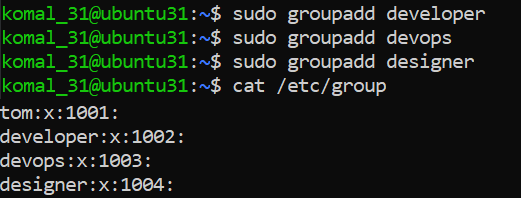 komal_31@ubuntu31:~$ sudo groupadd developer
komal_31@ubuntu31:~$ sudo groupadd devops
komal_31@ubuntu31:~$ sudo groupadd designer
komal_31@ubuntu31:~$ cat /etc/group
tom:x:1001:
developer:x:1002:
devops:x:1003:
designer:x:1004: